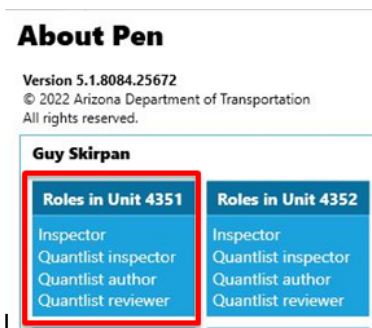 About Pen
Version 5.1.8084.25672
© 2022 Arizona Department of Transportation
All rights reserved.
Guy Skirpan
Roles in Unit 4351
Inspector
Quantlist inspector
Quantlist author
Quantlist reviewer
Roles in Unit 4352
Inspector
Quantlist inspector
Quantlist author
Quantlist reviewer